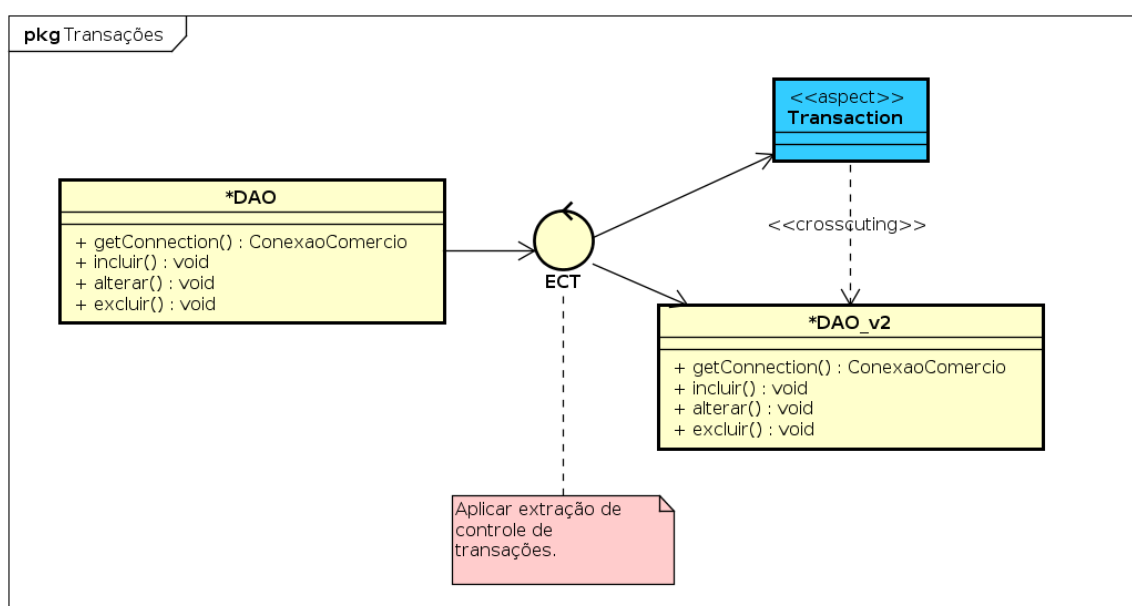 pkg Transações
<<aspect>>
Transaction
*DAO
+ getConnection() : ConexaoComercio
+ incluir() : void
+ alterar() : void
+ excluir() : void
ECT
<<crosscuting>>
*DAO_v2
+ getConnection() : ConexaoComercio
+ incluir() : void
+ alterar() : void
+ excluir() : void
Aplicar extração de
controle de
transações.